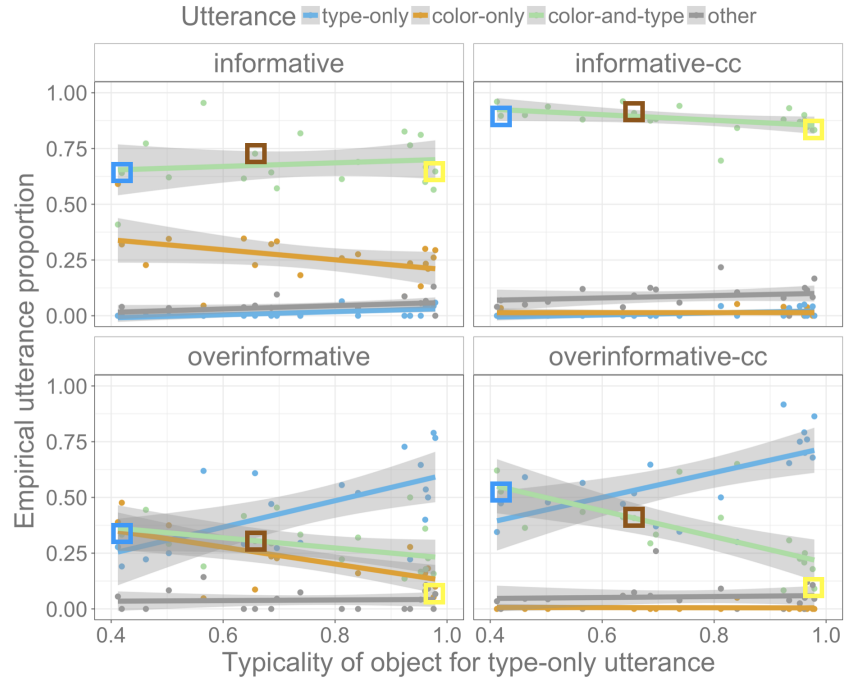 Utterance type-only color-only color-and-type other
informative informative-cc
1.00
0.75
0.50
0.25
0.00
overinformative overinformative-cc
1.00
0.75
0.50
0.25
0.00
0.4 0.6 0.8 1.0 0.4 0.6 0.8 1.0
Typicality of object for type-only utterance
Empirical utterance proportion